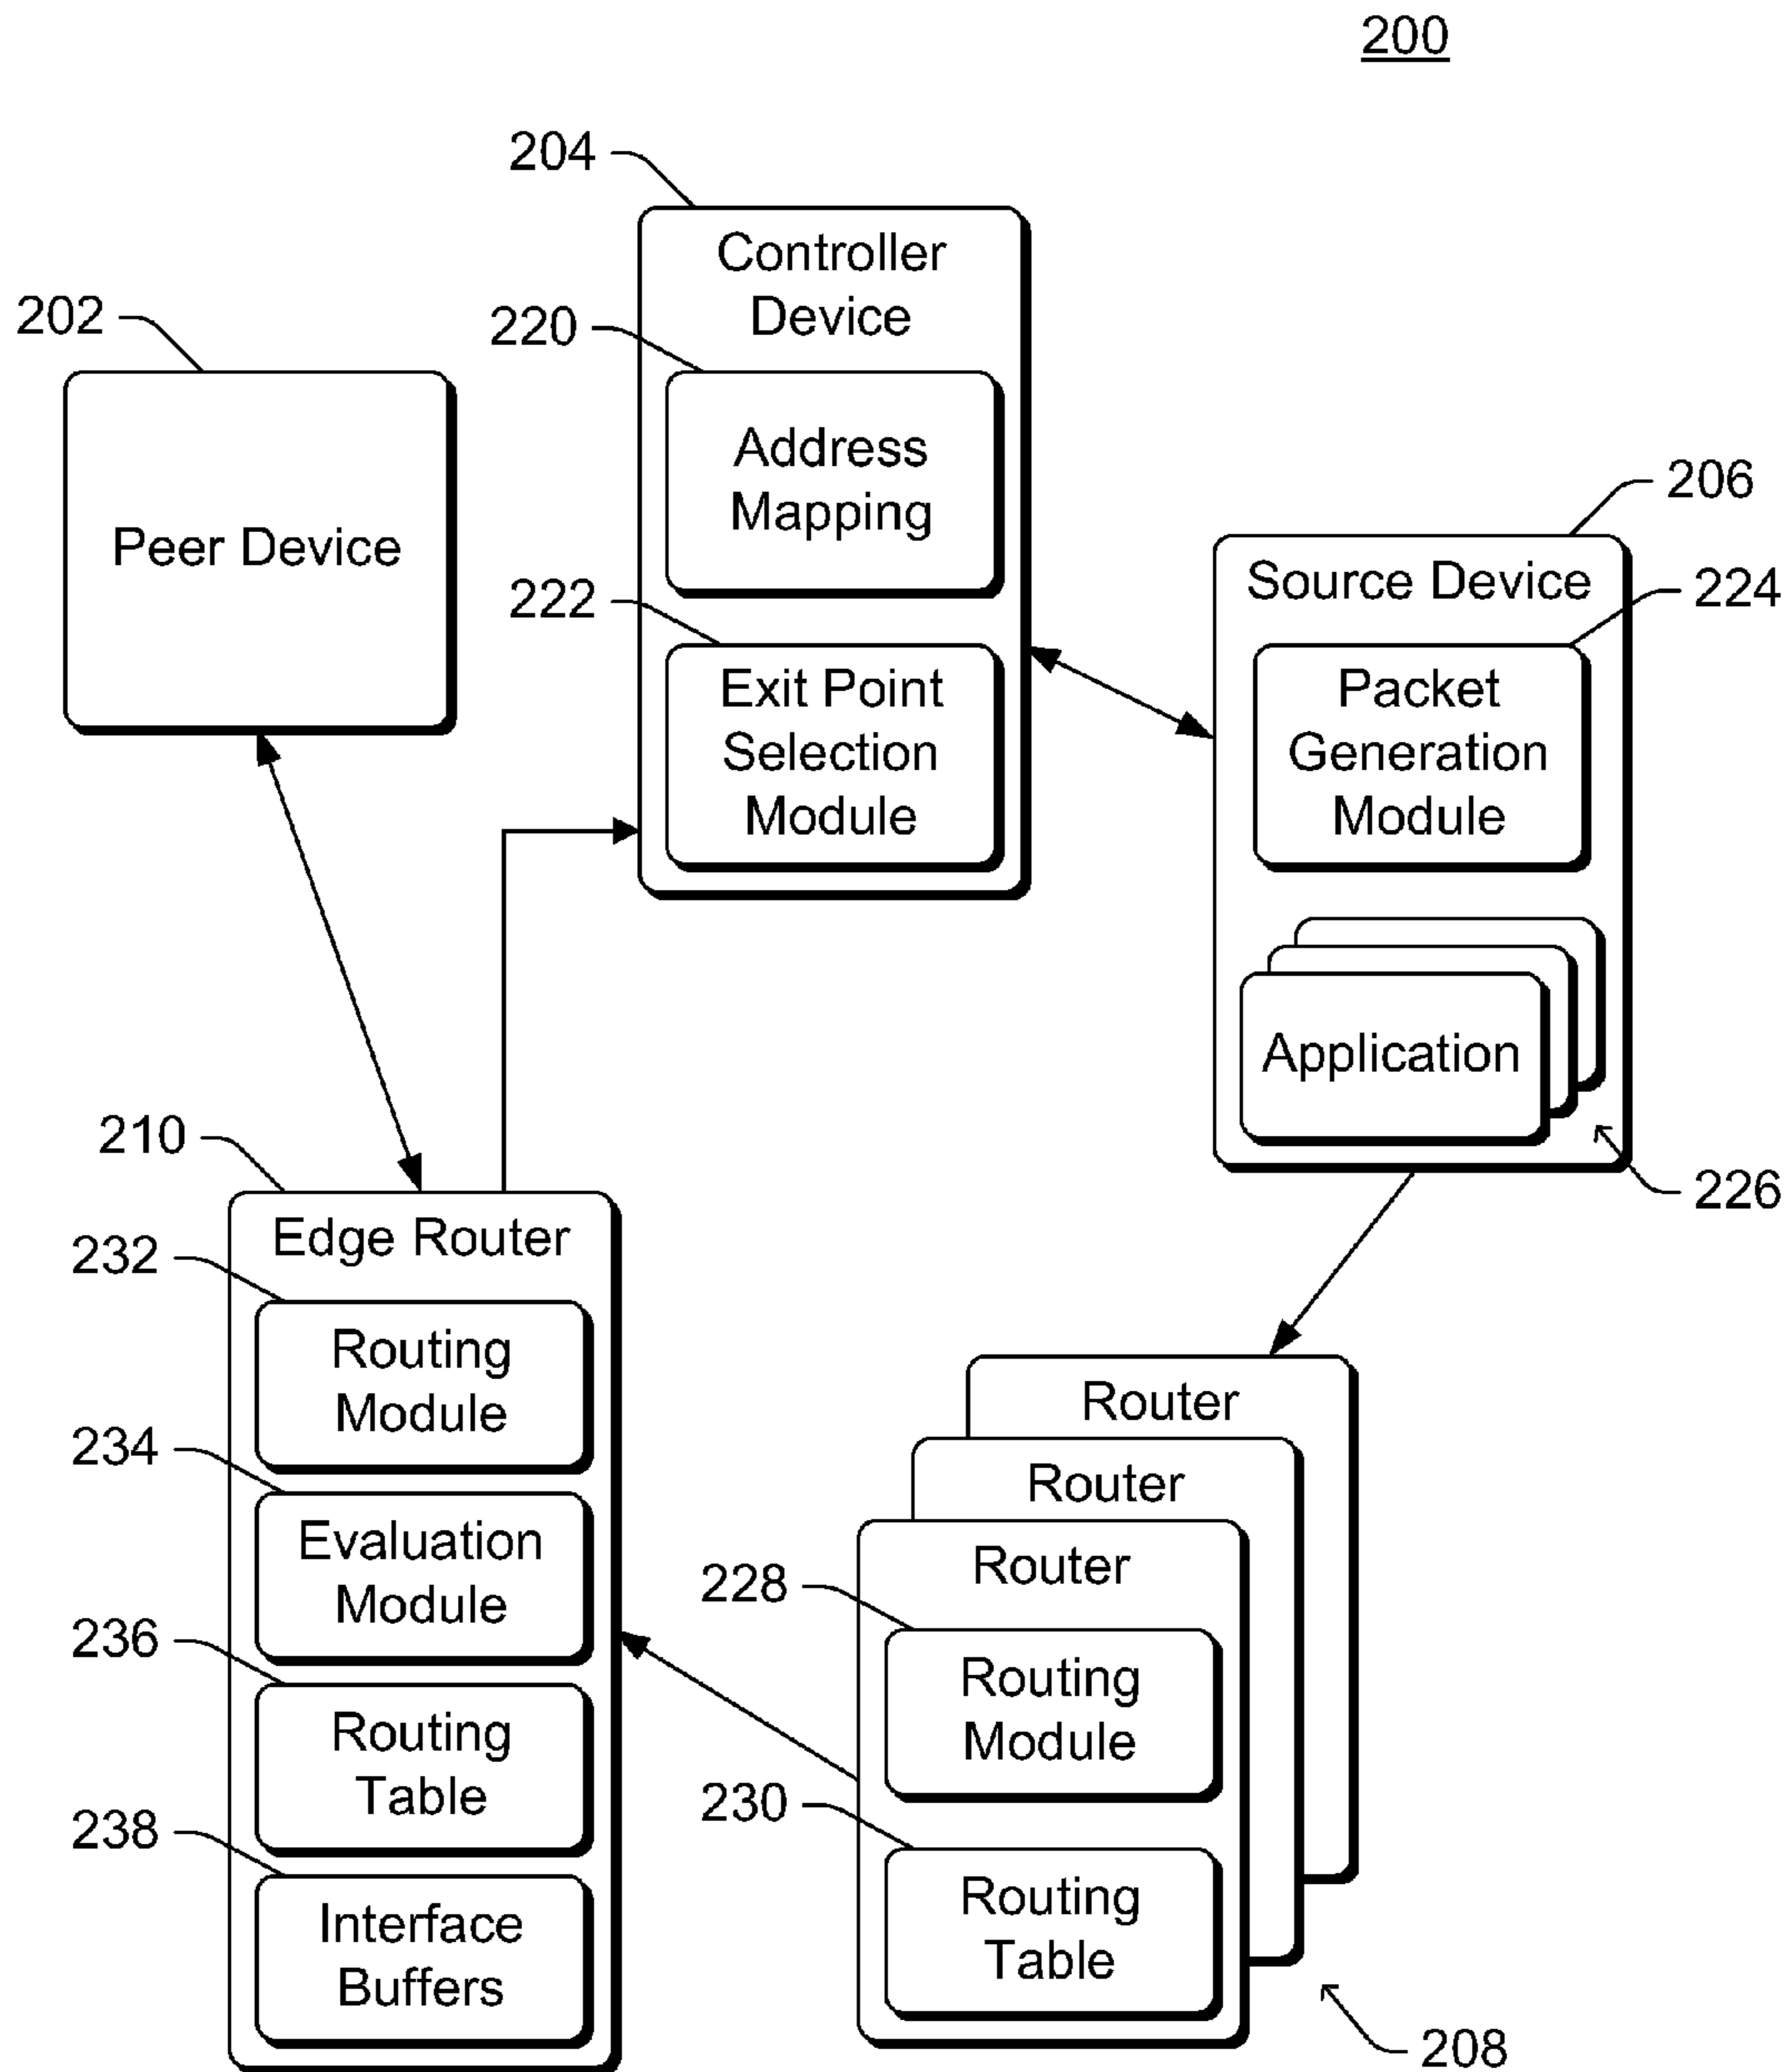 200
204
Controller
Device
202
220
Address
Mapping
206
Peer Device
Source Device
222
224
Exit Point
Selection
Module
Packet
Generation
Module
Application
210
226
Edge Router
232
Routing
Module
Router
234
Router
Evaluation
Module
Router
228
236
Routing
Module
Routing
Table
230
238
Routing
Table
Interface
Buffers
208